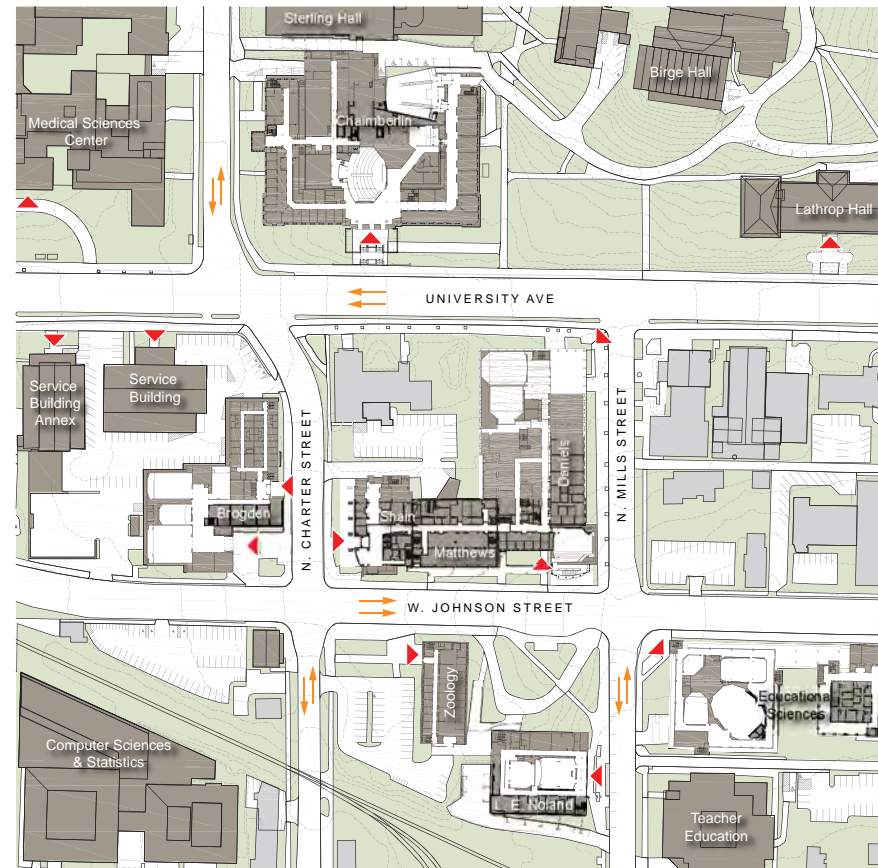 Sterling Hall
Birge Hall
Chamberlin
Medical Sciences
Center
Lathrop Hall
UNIVERSITY AVE
Service
Building
Annex
Service
Building
N. CHARTER STREET
N. MILLS STREET
Daniels
Brogden
Shain
Matthews
W. JOHNSON STREET
Zoology
Educational
Sciences
Computer Sciences
& Statistics
L. E. Noland
Teacher
Education